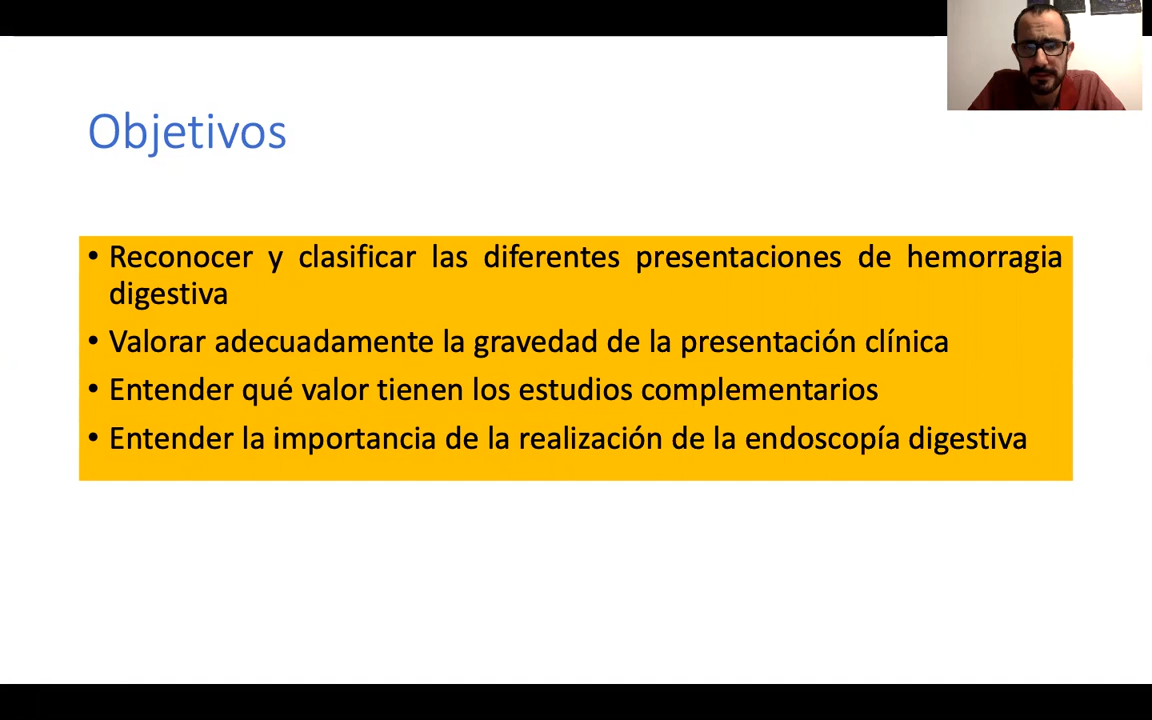 Objetivos
• Reconocer y clasificar las diferentes presentaciones de hemorragia
digestiva
• Valorar adecuadamente la gravedad de la presentación clínica
• Entender qué valor tienen los estudios complementarios
• Entender la importancia de la realización de la endoscopía digestiva